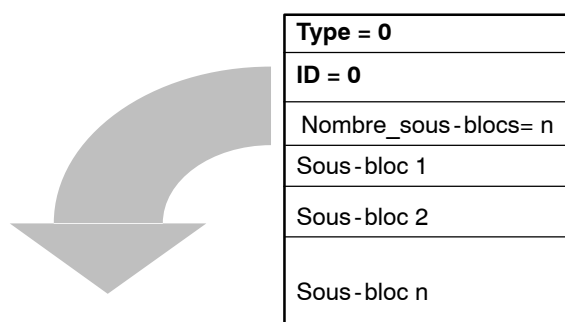 Type = 0
ID = 0
Nombre_sous-blocs= n
Sous-bloc 1
Sous-bloc 2
Sous-bloc n